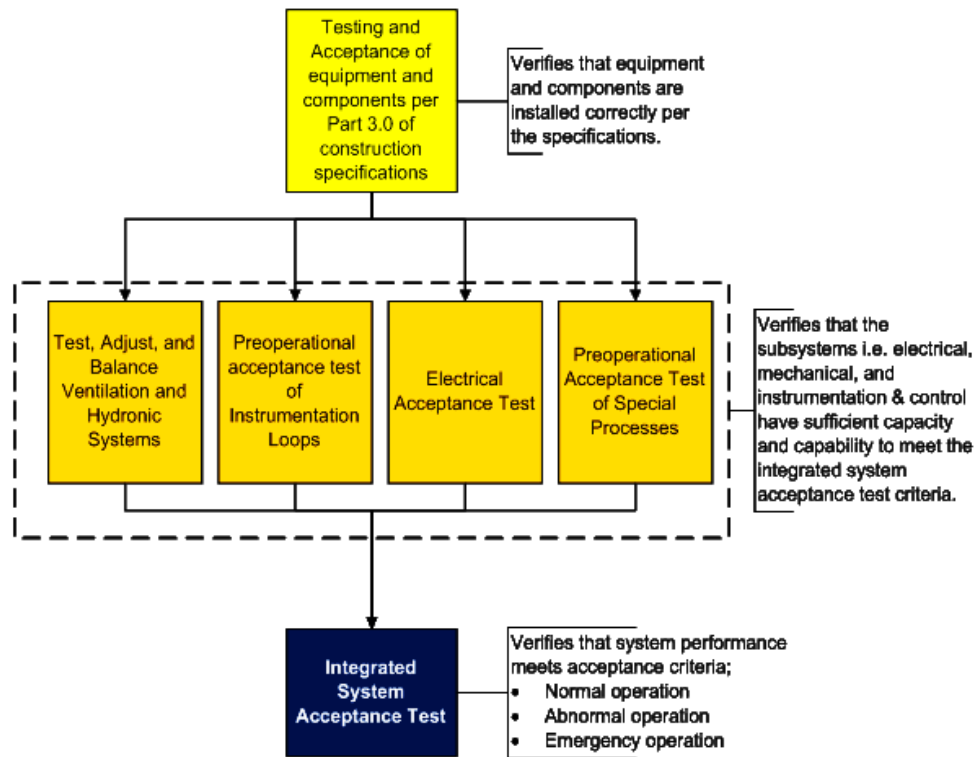 Testing and
Acceptance of
equipment and
components per
Part 3.0 of
construction
specifications
Verifies that equipment
and components are
installed correctly per
the specifications.
Test, Adjust, and
Balance
Ventilation and
Hydronic
Systems
Preoperational
acceptance test
of
Instrumentation
Loops
Electrical
Acceptance Test
Preoperational
Acceptance Test
of Special
Processes
Verifies that the
subsystems i.e. electrical,
mechanical, and
instrumentation & control
have sufficient capacity
and capability to meet the
integrated system
acceptance test criteria.
Integrated
System
Acceptance Test
Verifies that system performance
meets acceptance criteria;
• Normal operation
• Abnormal operation
• Emergency operation